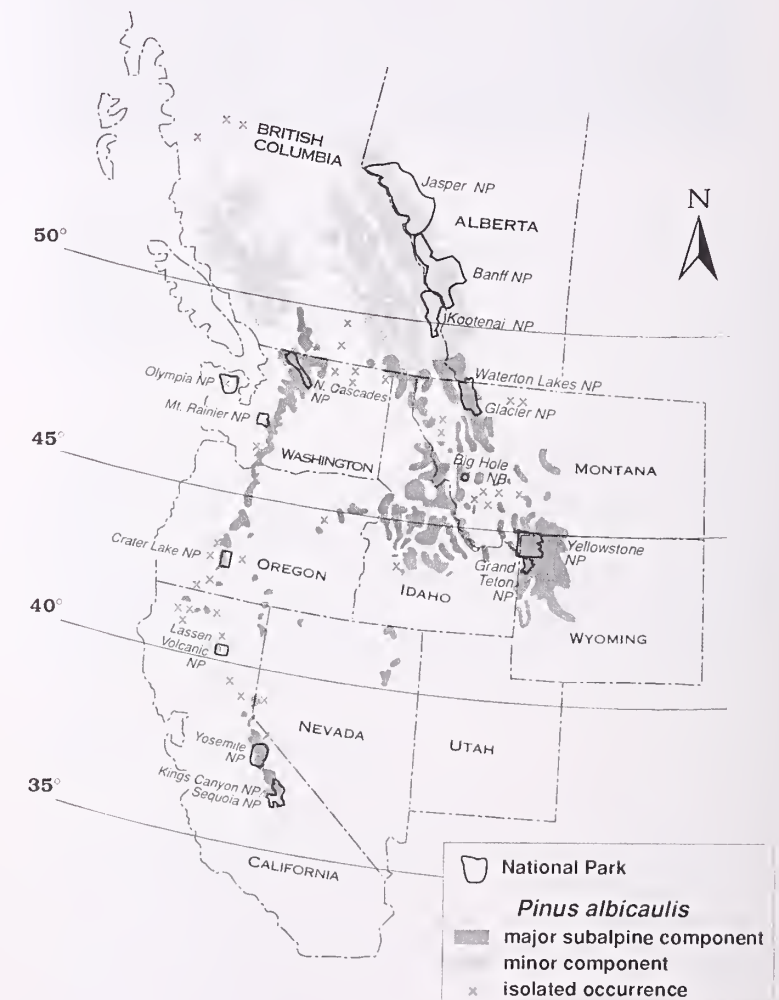 BRITISH
COLUMBIA
Jasper NP
ALBERTA
N
50°
Banff NP
Kootenai NP
Olympia NP
N. Cascades
NP
Waterton Lakes NP
Glacier NP
Mt. Rainier NP
45°
WASHINGTON
Big Hole
NB
MONTANA
Crater Lake NP
OREGON
Yellowstone
NP
Grand
Teton
NP
IDAHO
40°
WYOMING
Lassen
Volcanic
NP
NEVADA
UTAH
Yosemite
NP
Kings Canyon NP
Sequoia NP
35°
CALIFORNIA
National Park
Pinus albicaulis
major subalpine component
minor component
isolated occurrence